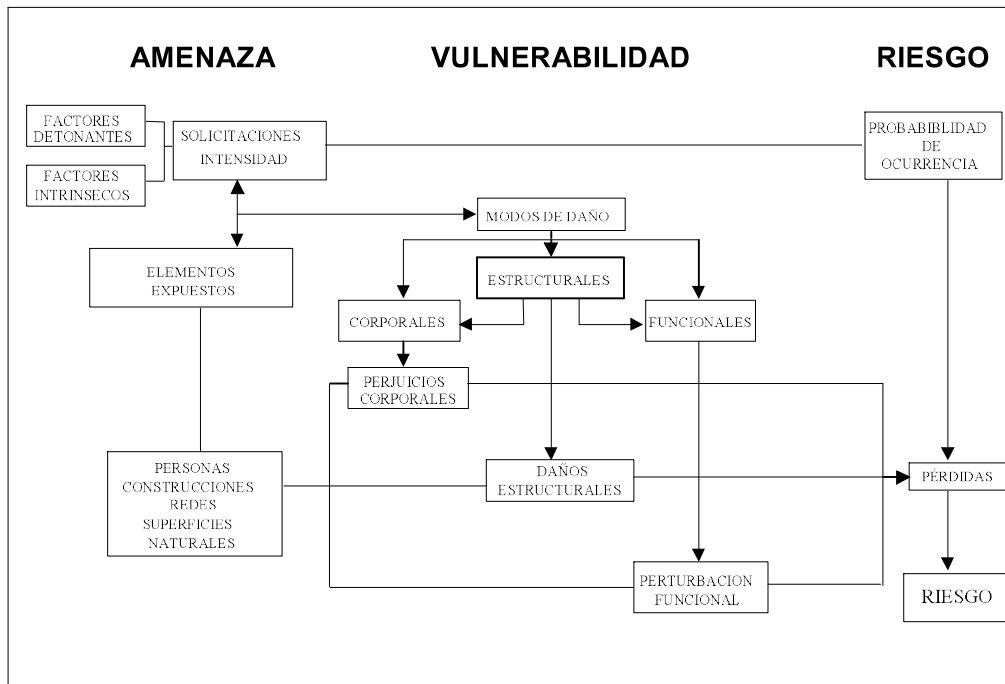 AMENAZA
VULNERABILIDAD
RIESGO
FACTORES
DETONANTES
SOLICITACIONES
INTENSIDAD
FACTORES
INTRINSECOS
PROBABIBLIDAD
DE
OCURRENCIA
MODOS DE DAÑO
ELEMENTOS
EXPUESTOS
ESTRUCTURALES
CORPORALES
FUNCIONALES
PERJUICIOS
CORPORALES
PERSONAS
CONSTRUCCIONES
REDES
SUPERFICIES
NATURALES
DAÑOS
ESTRUCTURALES
PÉRDIDAS
PERTURBACION
FUNCIONAL
RIESGO